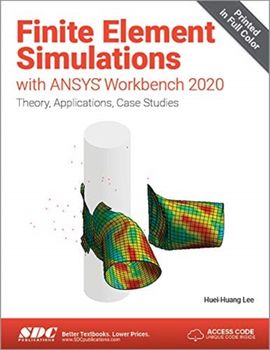 Finite Element
Simulations
with ANSYS® Workbench 2020
Theory, Applications, Case Studies
Printed
in Full Color
Huei-Huang Lee
SDC
PUBLICATIONS
Better Textbooks. Lower Prices.
www.SDCpublications.com
ACCESS CODE
UNIQUE CODE INSIDE